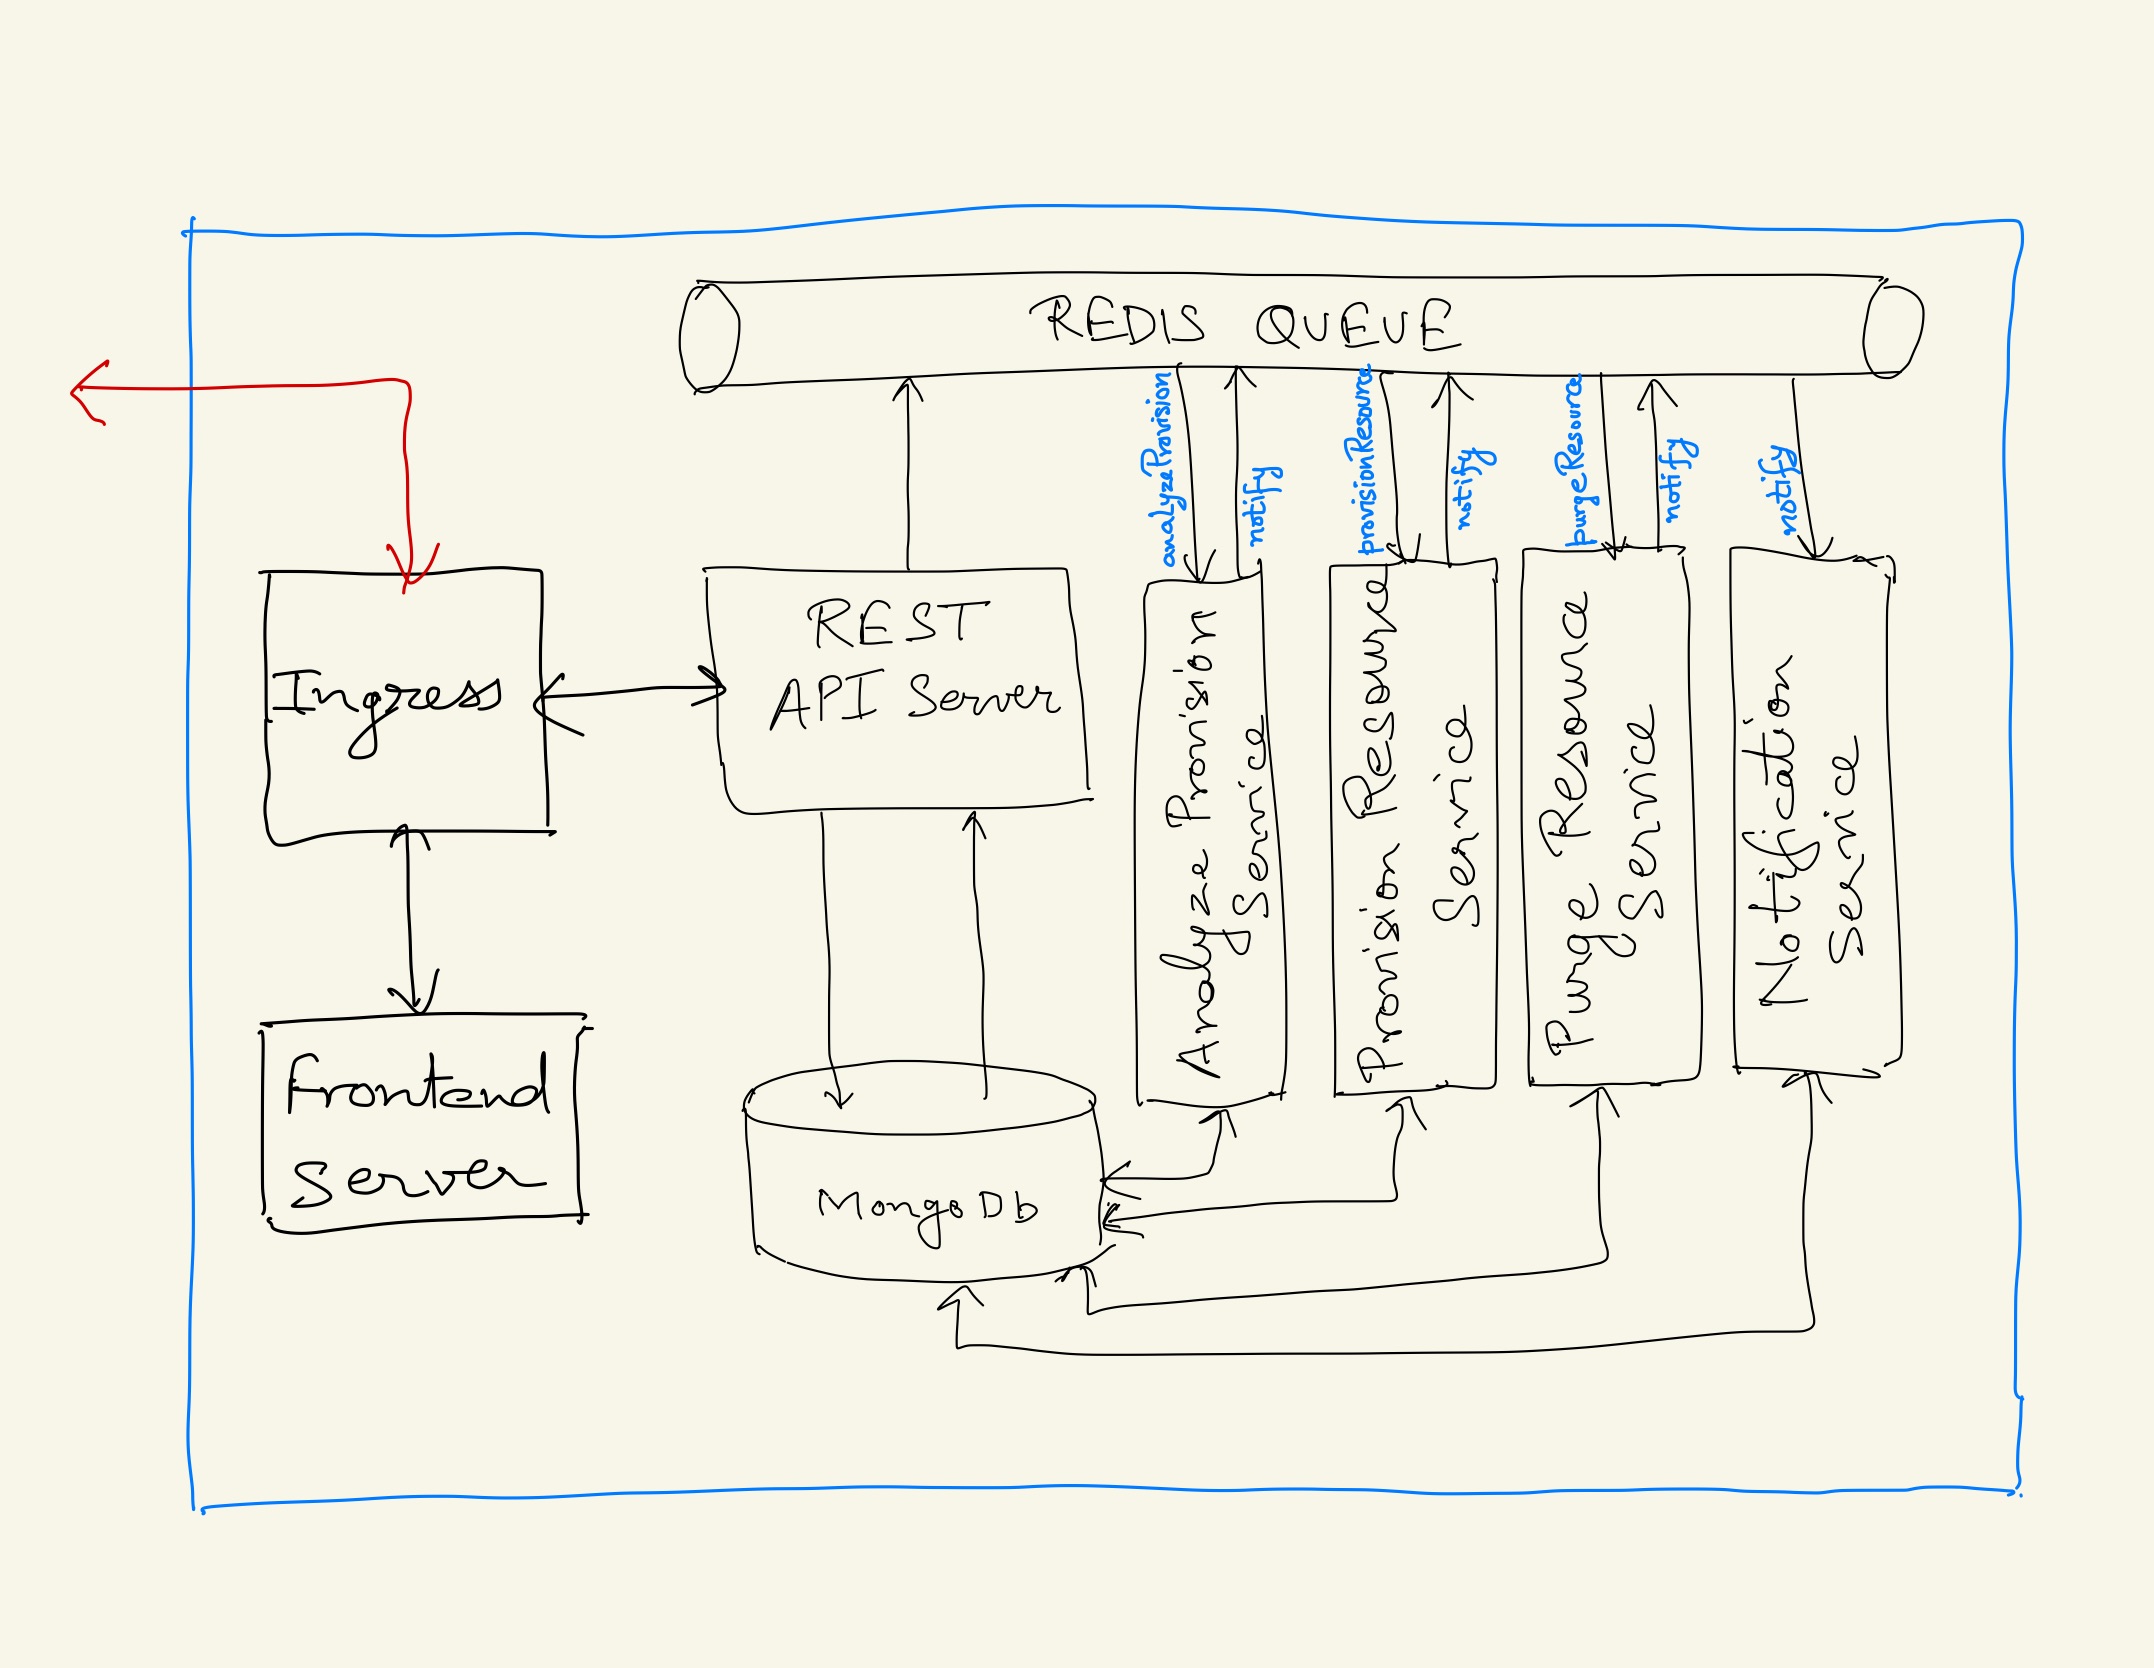 REDIS QUEUE
analyzeProvision
notify
provisionResource
notify
purgeResource
notify
notify
Ingress
REST
API Server
Analyze Provision
Service
Provision Resource
Service
Purge Resource
Service
Notification
Service
Frontend
Server
MongoDb